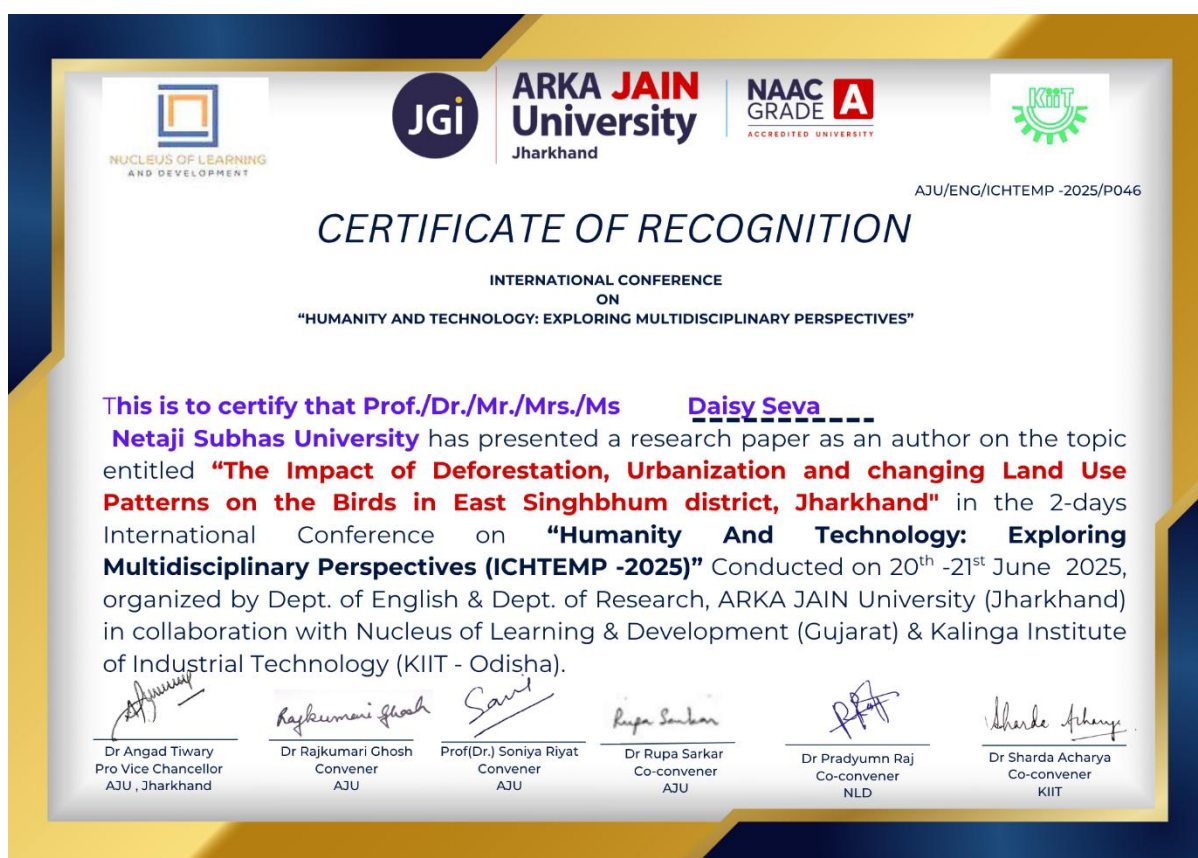 NUCLEUS OF LEARNING
AND DEVELOPMENT
JGi
ARKA JAIN
University
Jharkhand
NAAC
GRADE A
ACCREDITED UNIVERSITY
KiiT
AJU/ENG/ICHTEMP -2025/P046
CERTIFICATE OF RECOGNITION
INTERNATIONAL CONFERENCE
ON
“HUMANITY AND TECHNOLOGY: EXPLORING MULTIDISCIPLINARY PERSPECTIVES”
This is to certify that Prof./Dr./Mr./Mrs./Ms Daisy Seva
Netaji Subhas University has presented a research paper as an author on the topic
entitled “The Impact of Deforestation, Urbanization and changing Land Use
Patterns on the Birds in East Singhbhum district, Jharkhand" in the 2-days
International Conference on “Humanity And Technology: Exploring
Multidisciplinary Perspectives (ICHTEMP -2025)” Conducted on 20th -21st June 2025,
organized by Dept. of English & Dept. of Research, ARKA JAIN University (Jharkhand)
in collaboration with Nucleus of Learning & Development (Gujarat) & Kalinga Institute
of Industrial Technology (KIIT - Odisha).
Rajkumari Ghosh
Rupa Sarkar
Sharda Acharya
Dr Angad Tiwary
Pro Vice Chancellor
AJU , Jharkhand
Dr Rajkumari Ghosh
Convener
AJU
Prof(Dr.) Soniya Riyat
Convener
AJU
Dr Rupa Sarkar
Co-convener
AJU
Dr Pradyumn Raj
Co-convener
NLD
Dr Sharda Acharya
Co-convener
KIIT